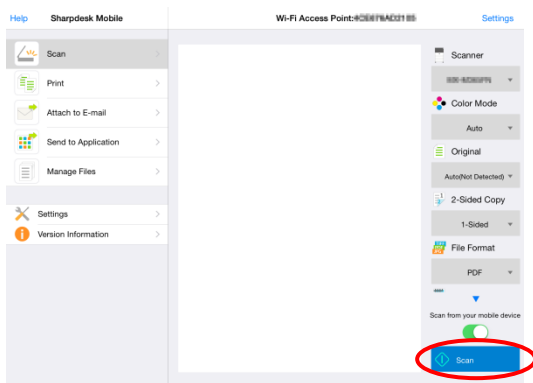 Help
Sharpdesk Mobile
Wi-Fi Access Point:
Settings
Scan
Print
Attach to E-mail
Send to Application
Manage Files
Settings
Version Information
Scanner
Color Mode
Auto
Original
Auto(Not Detected)
2-Sided Copy
1-Sided
File Format
PDF
Scan from your mobile device
Scan